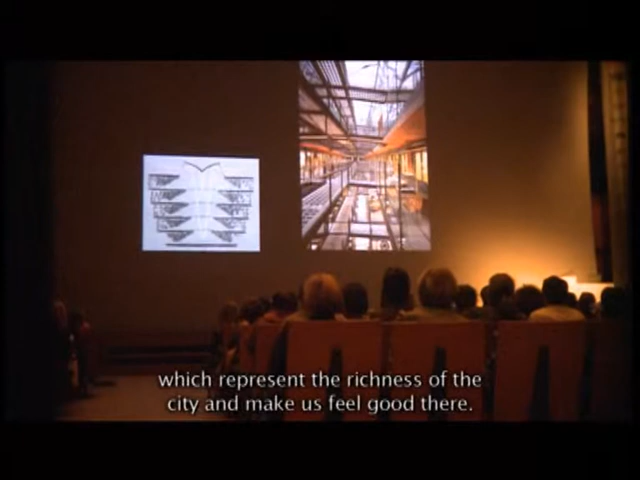 which represent the richness of the
city and make us feel good there.